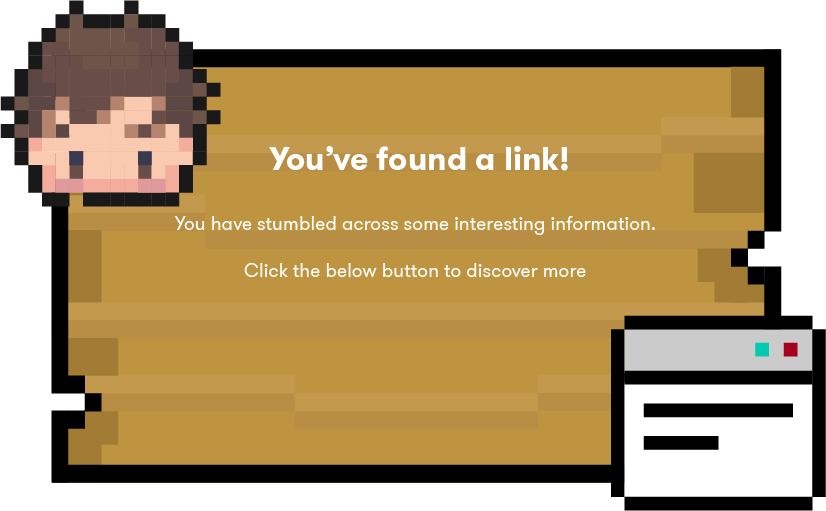 You’ve found a link!
You have stumbled across some interesting information.
Click the below button to discover more